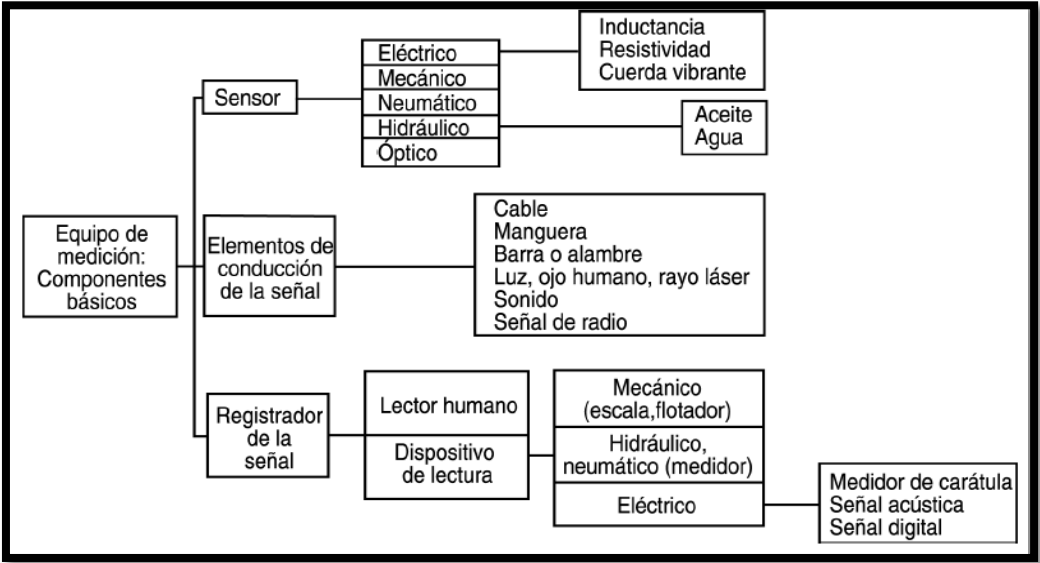 Equipo de
medición:
Componentes
básicos
Sensor
Eléctrico
Mecánico
Neumático
Hidráulico
Óptico
Inductancia
Resistividad
Cuerda vibrante
Aceite
Agua
Elementos de
conducción
de la señal
Cable
Manguera
Barra o alambre
Luz, ojo humano, rayo láser
Sonido
Señal de radio
Registrador
de la
señal
Lector humano
Dispositivo
de lectura
Mecánico
(escala,flotador)
Hidráulico,
neumático (medidor)
Eléctrico
Medidor de carátula
Señal acústica
Señal digital